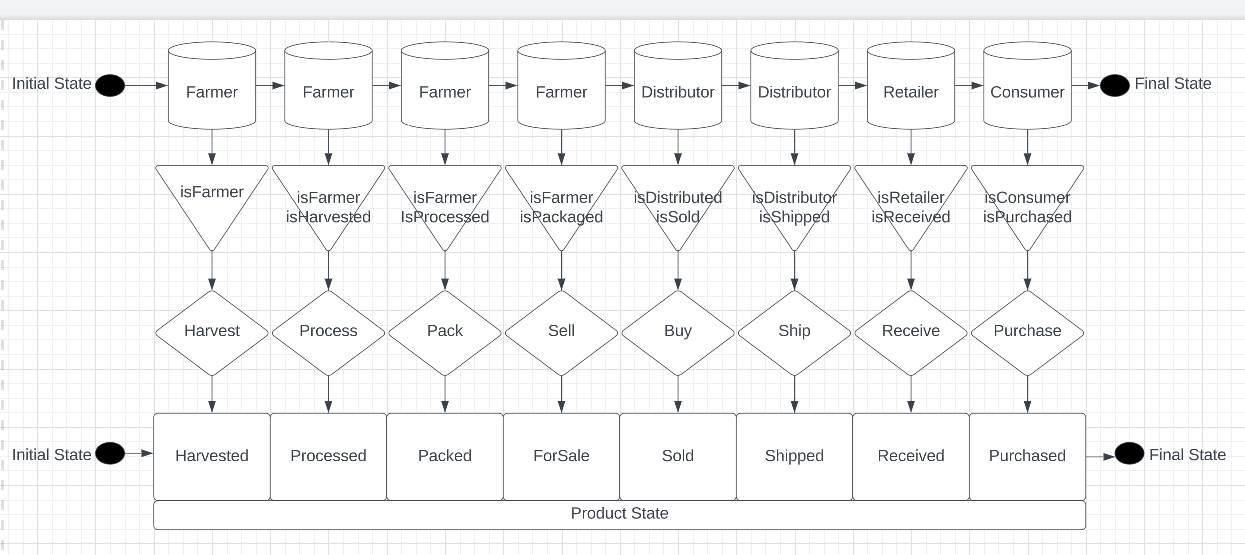 Initial State
Farmer
Farmer
Farmer
Farmer
Distributor
Distributor
Retailer
Consumer
Final State
isFarmer
isFarmer
isHarvested
isFarmer
IsProcessed
isFarmer
isPackaged
isDistributed
isSold
isDistributor
isShipped
isRetailer
isReceived
isConsumer
isPurchased
Harvest
Process
Pack
Sell
Buy
Ship
Receive
Purchase
Initial State
Harvested
Processed
Packed
ForSale
Sold
Shipped
Received
Purchased
Final State
Product State